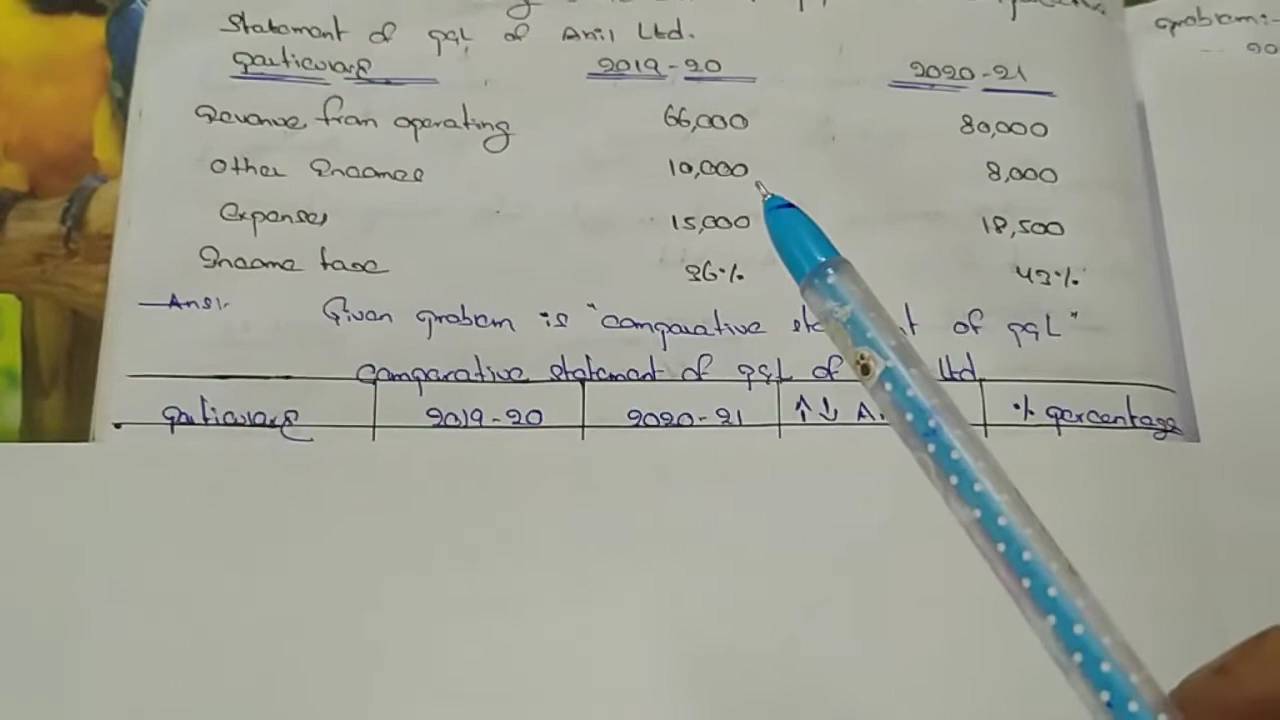 Statement of P&L of Anil Ltd.
Particulars 2019-20 2020-21
Revenue from operating 66,000 80,000
Other Incomes 10,000 8,000
Expenses 15,000 18,500
Income tax 36% 43%
Ans:- Given problem is "comparative of P&L"
Comparative statement of P&L of Ltd
Particulars 2019-20 2020-21 ↑↓ A. % percentage
problem:-